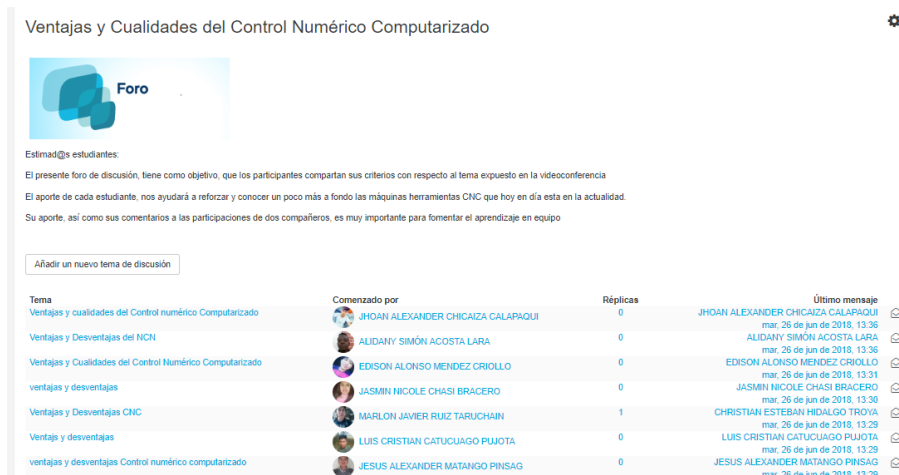 Ventajas y Cualidades del Control Numérico Computarizado
Foro
Estimad@s estudiantes:
El presente foro de discusión, tiene como objetivo, que los participantes compartan sus criterios con respecto al tema expuesto en la videoconferencia
El aporte de cada estudiante, nos ayudará a reforzar y conocer un poco más a fondo las máquinas herramientas CNC que hoy en día esta en la actualidad.
Su aporte, así como sus comentarios a las participaciones de dos compañeros, es muy importante para fomentar el aprendizaje en equipo
Añadir un nuevo tema de discusión
Tema Comenzado por Réplicas Último mensaje
Ventajas y cualidades del Control numérico Computarizado JHOAN ALEXANDER CHICAIZA CALAPAQUI 0 JHOAN ALEXANDER CHICAIZA CALAPAQUI
mar, 26 de jun de 2018, 13:36
Ventajas y Desventajas del NCN ALIDANY SIMÓN ACOSTA LARA 0 ALIDANY SIMÓN ACOSTA LARA
mar, 26 de jun de 2018, 13:36
Ventajas y Cualidades del Control Numérico Computarizado EDISON ALONSO MENDEZ CRIOLLO 0 EDISON ALONSO MENDEZ CRIOLLO
mar, 26 de jun de 2018, 13:31
ventajas y desventajas JASMIN NICOLE CHASI BRACERO 0 JASMIN NICOLE CHASI BRACERO
mar, 26 de jun de 2018, 13:30
Ventajas y Desventajas CNC MARLON JAVIER RUIZ TARUCHAIN 1 CHRISTIAN ESTEBAN HIDALGO TROYA
mar, 26 de jun de 2018, 13:29
Ventajs y desventajas LUIS CRISTIAN CATUCUAGO PUJOTA 0 LUIS CRISTIAN CATUCUAGO PUJOTA
mar, 26 de jun de 2018, 13:29
ventajas y desventajas Control numérico computarizado JESUS ALEXANDER MATANGO PINSAG 0 JESUS ALEXANDER MATANGO PINSAG
mar, 26 de jun de 2018, 13:29